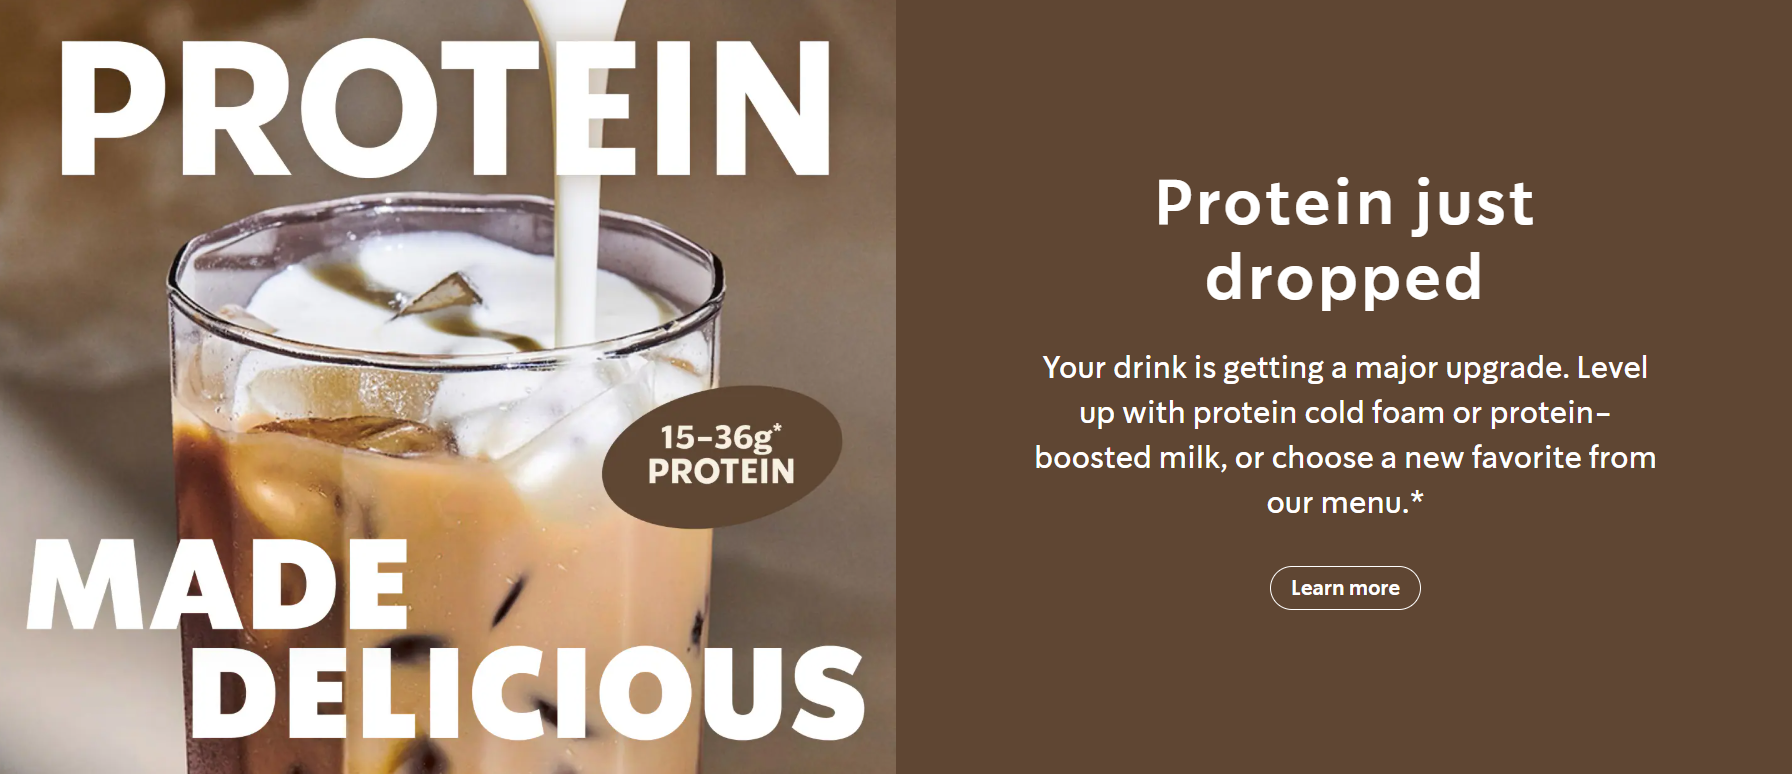 PROTEIN
15-36g*
PROTEIN
MADE
DELICIOUS
Protein just
dropped
Your drink is getting a major upgrade. Level
up with protein cold foam or protein-
boosted milk, or choose a new favorite from
our menu.*
Learn more